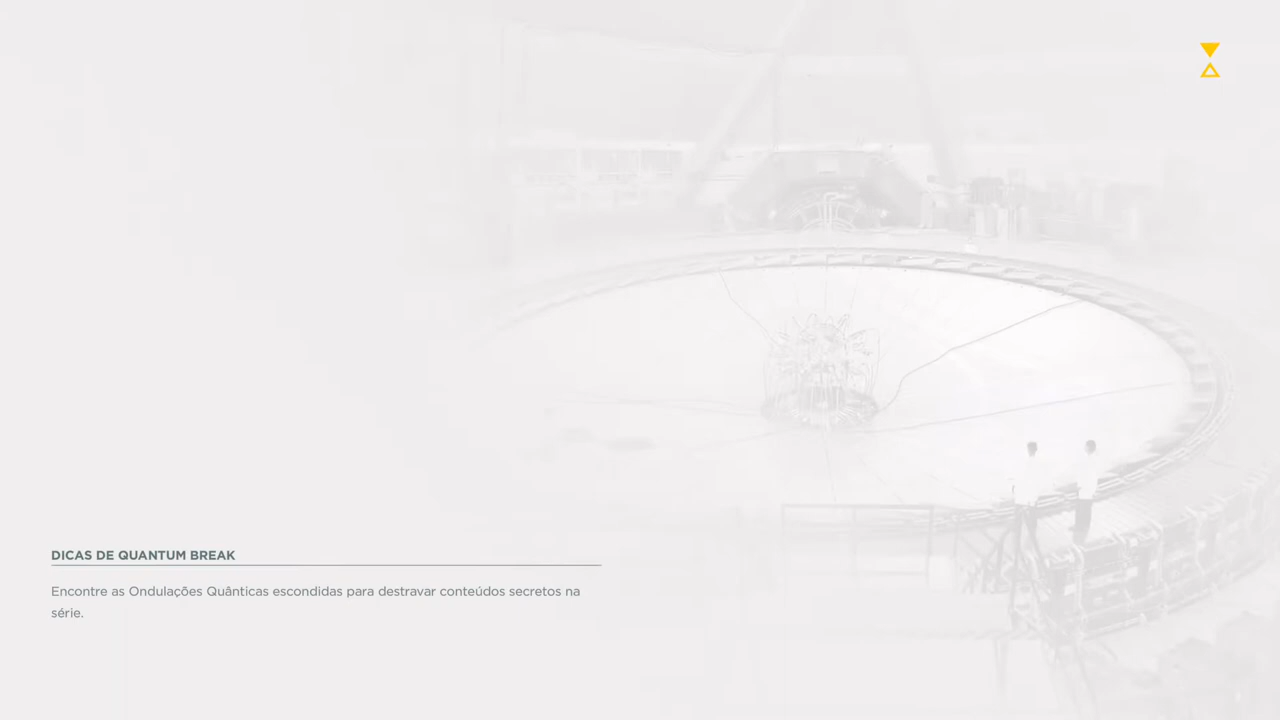 DICAS DE QUANTUM BREAK
Encontre as Ondulações Quânticas escondidas para destravar conteúdos secretos na
série.